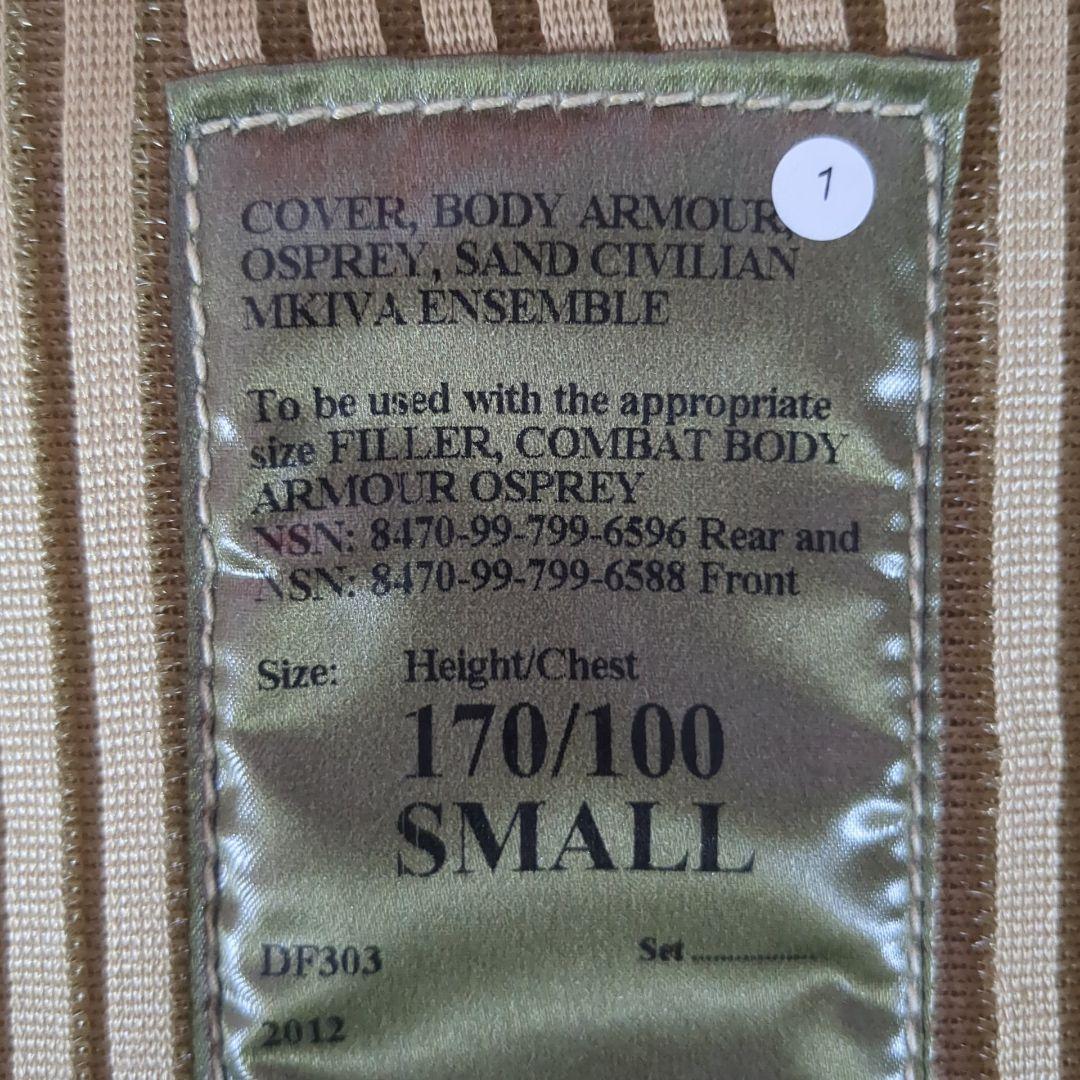 1
COVER, BODY ARMOUR,
OSPREY, SAND CIVILIAN
MKIVA ENSEMBLE
To be used with the appropriate
size FILLER, COMBAT BODY
ARMOUR OSPREY
NSN: 8470-99-799-6596 Rear and
NSN: 8470-99-799-6588 Front
Size: Height/Chest
170/100
SMALL
DF303 Set ................
2012